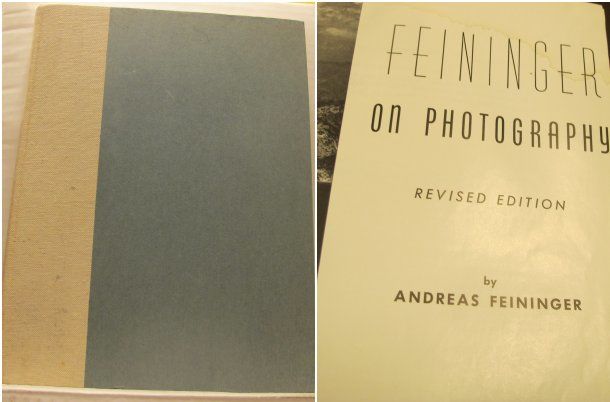 FEININGER
on PHOTOGRAPHY
REVISED EDITION
by
ANDREAS FEININGER